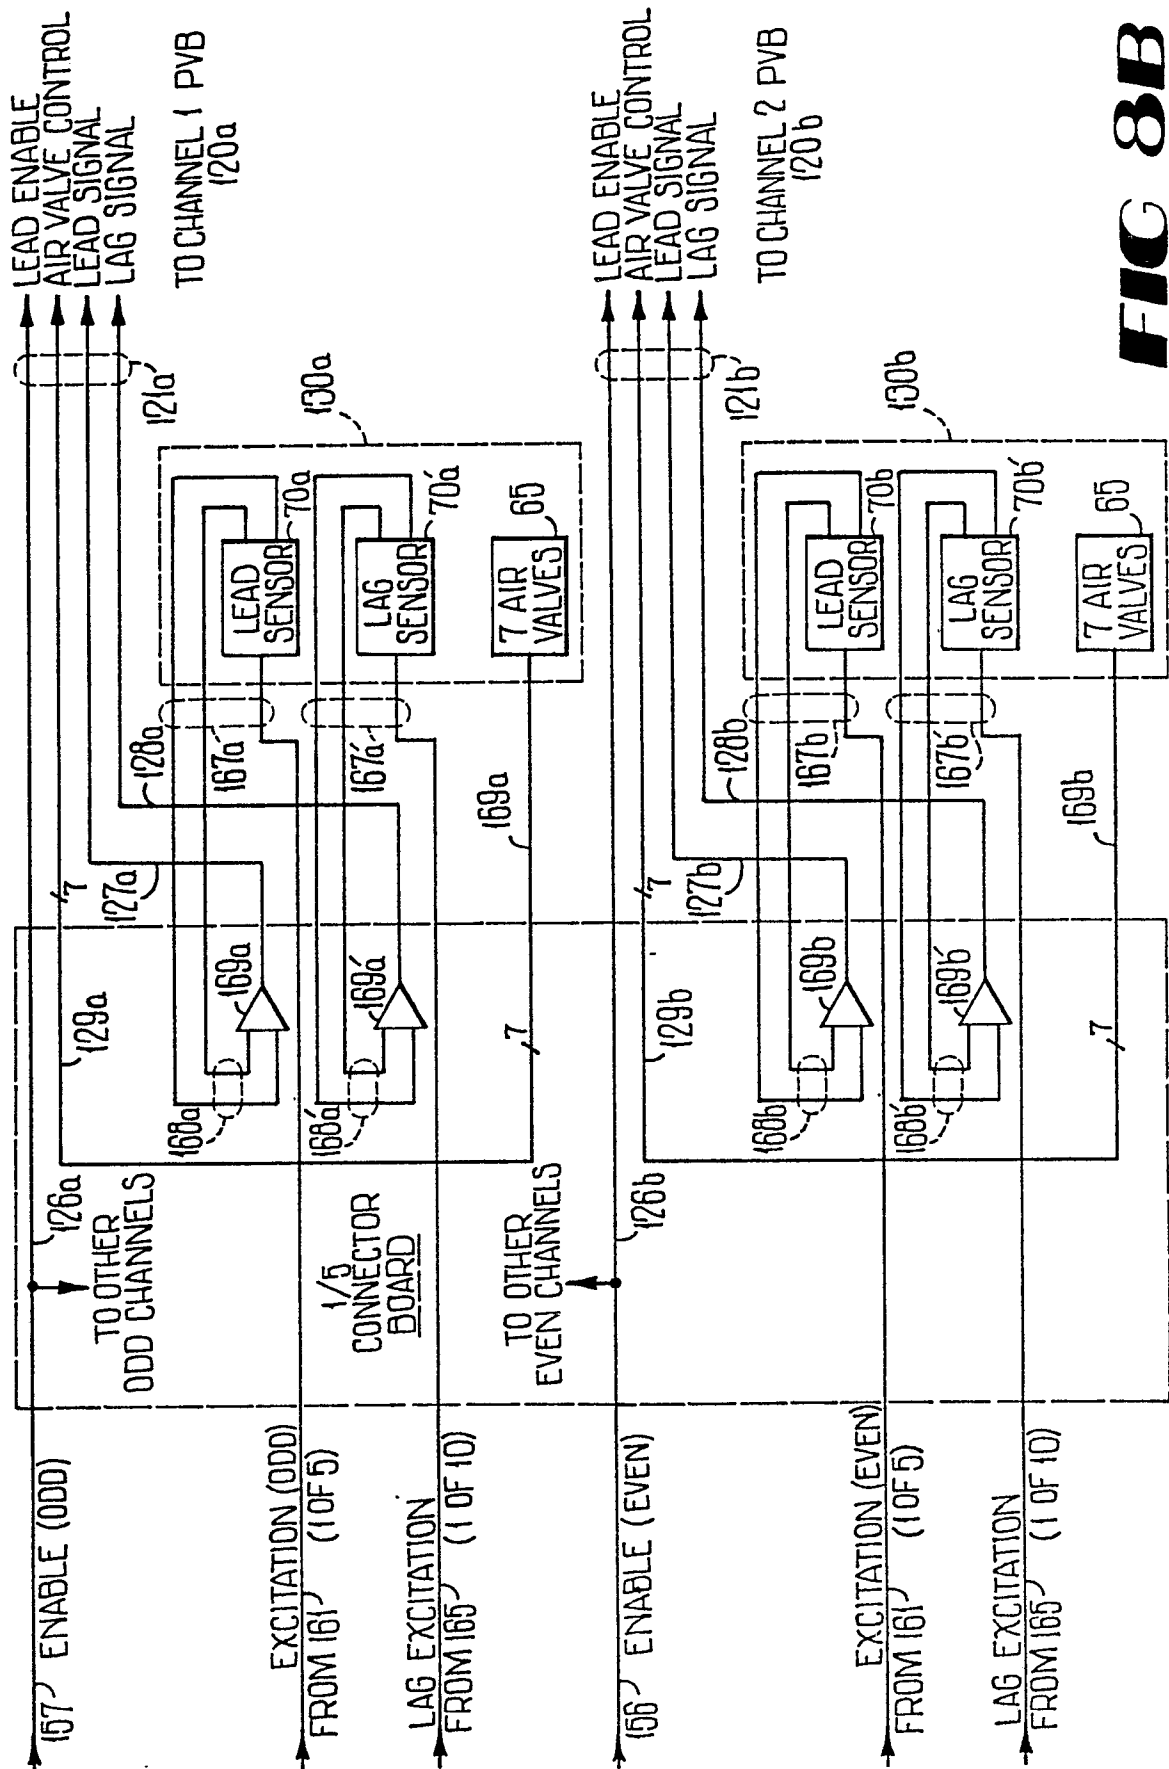 157 ENABLE (ODD)
EXCITATION (ODD)
FROM 161 (1 OF 5)
LAG EXCITATION
FROM 165 (1 OF 10)
156 ENABLE (EVEN)
EXCITATION (EVEN)
FROM 161 (1 OF 5)
LAG EXCITATION
FROM 165 (1 OF 10)
126a
TO OTHER
ODD CHANNELS
1/5
CONNECTOR
BOARD
TO OTHER
EVEN CHANNELS
126b
129a
168a
169a
168a'
169a'
7
129b
168b
169b
168b'
169b'
7
7
127a
128a
167a
167a'
169a
7
127b
128b
167b
167b'
169b
LEAD
SENSOR
70a
LAG
SENSOR
70a'
7 AIR
VALVES
65
130a
121a
LEAD
SENSOR
70b
LAG
SENSOR
70b'
7 AIR
VALVES
65
130b
121b
LEAD ENABLE
AIR VALVE CONTROL
LEAD SIGNAL
LAG SIGNAL
TO CHANNEL 1 PVB
120a
LEAD ENABLE
AIR VALVE CONTROL
LEAD SIGNAL
LAG SIGNAL
TO CHANNEL 2 PVB
120b
FIG 8B